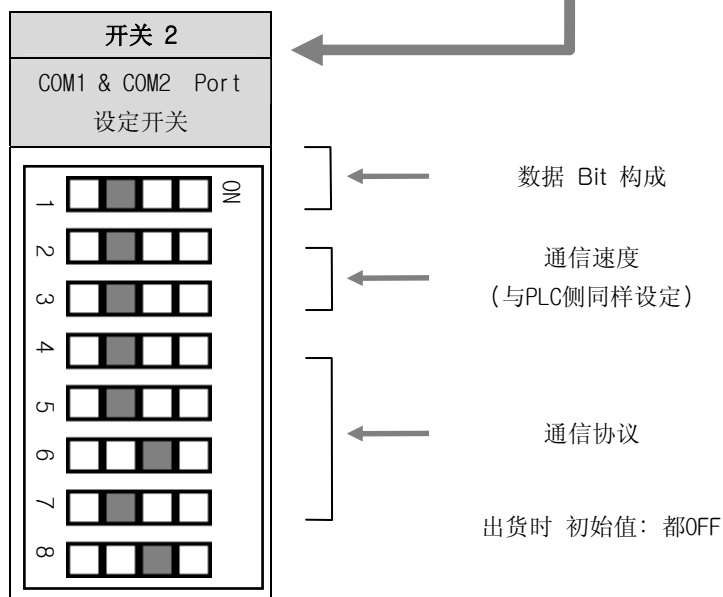 开关 2
COM1 & COM2 Port
设定开关
ON
1
2
3
4
5
6
7
8
数据 Bit 构成
通信速度
(与PLC侧同样设定)
通信协议
出货时 初始值: 都OFF